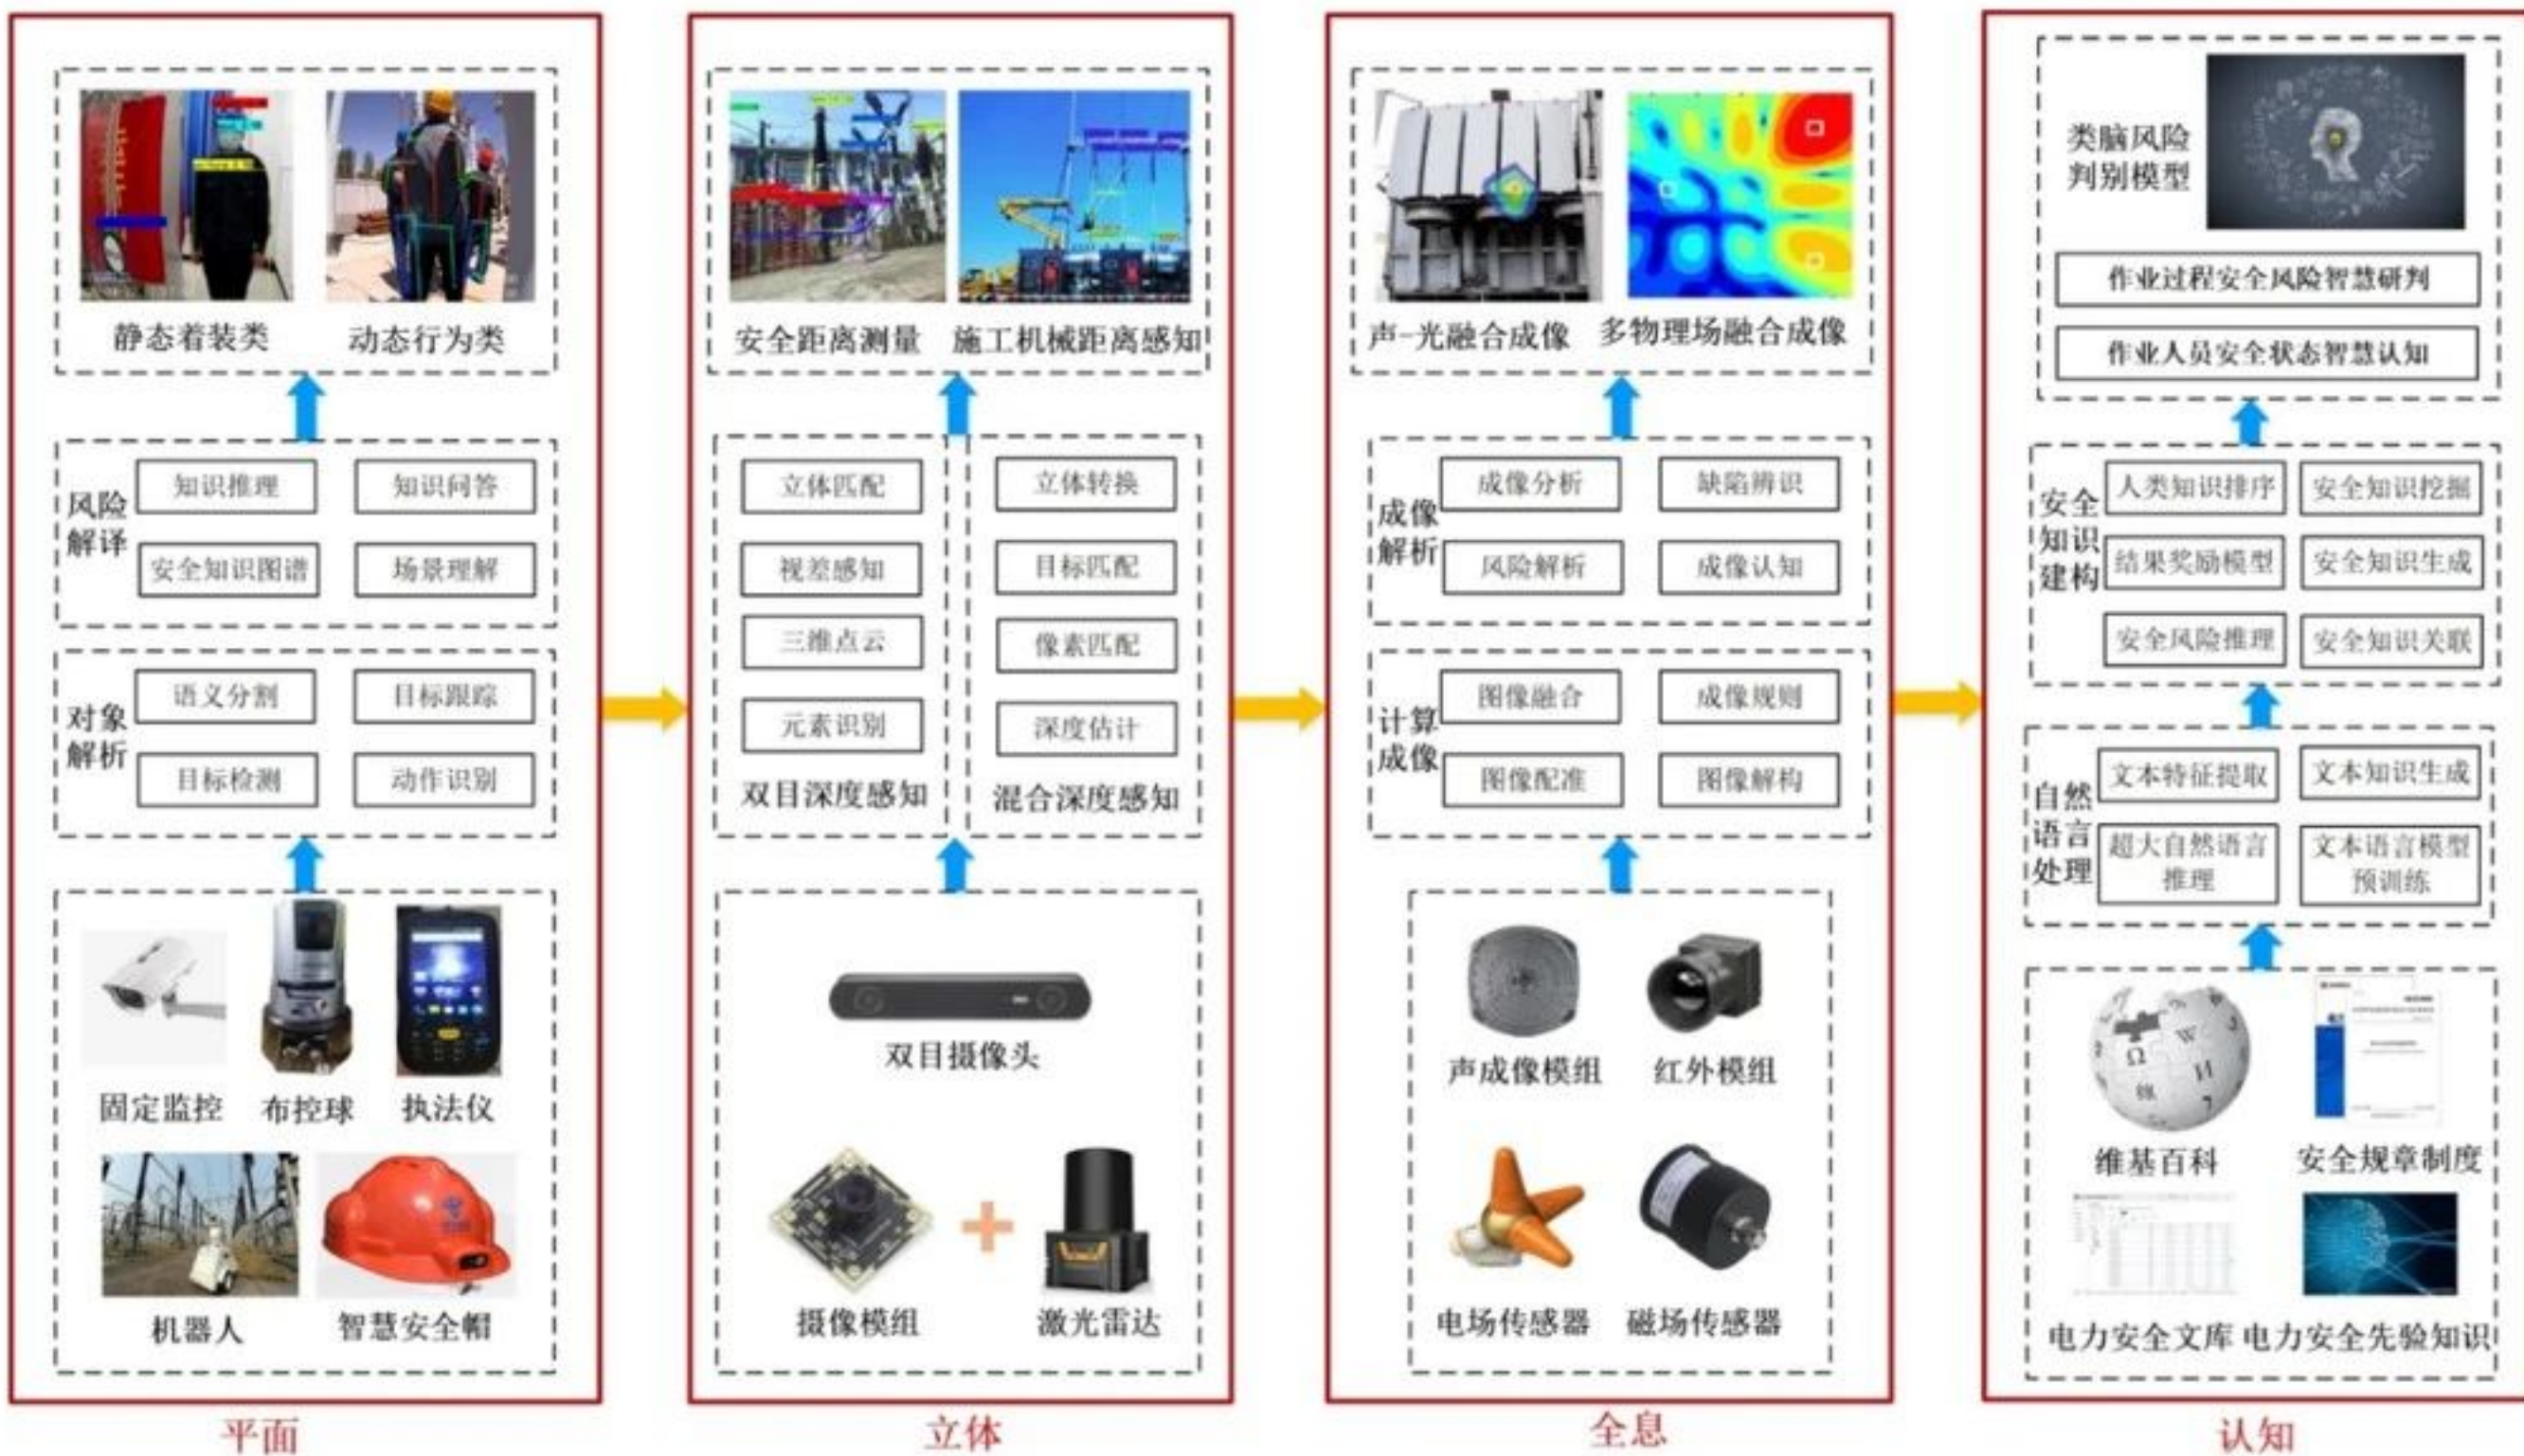 静态着装类
动态行为类
风险
解译
知识推理
知识问答
安全知识图谱
场景理解
对象
解析
语义分割
目标跟踪
目标检测
动作识别
固定监控
布控球
执法仪
机器人
智慧安全帽
平面
安全距离测量
施工机械距离感知
立体匹配
视差感知
三维点云
元素识别
双目深度感知
立体转换
目标匹配
像素匹配
深度估计
混合深度感知
双目摄像头
摄像模组
激光雷达
立体
声-光融合成像
多物理场融合成像
成像
解析
成像分析
缺陷辨识
风险解析
成像认知
计算
成像
图像融合
成像规则
图像配准
图像解构
声成像模组
红外模组
电场传感器
磁场传感器
全息
类脑风险
判别模型
作业过程安全风险智慧研判
作业人员安全状态智慧认知
安全
知识
建构
人类知识排序
安全知识挖掘
结果奖励模型
安全知识生成
安全风险推理
安全知识关联
自然
语言
处理
文本特征提取
文本知识生成
超大自然语言
推理
文本语言模型
预训练
维基百科
安全规章制度
电力安全文库
电力安全先验知识
认知